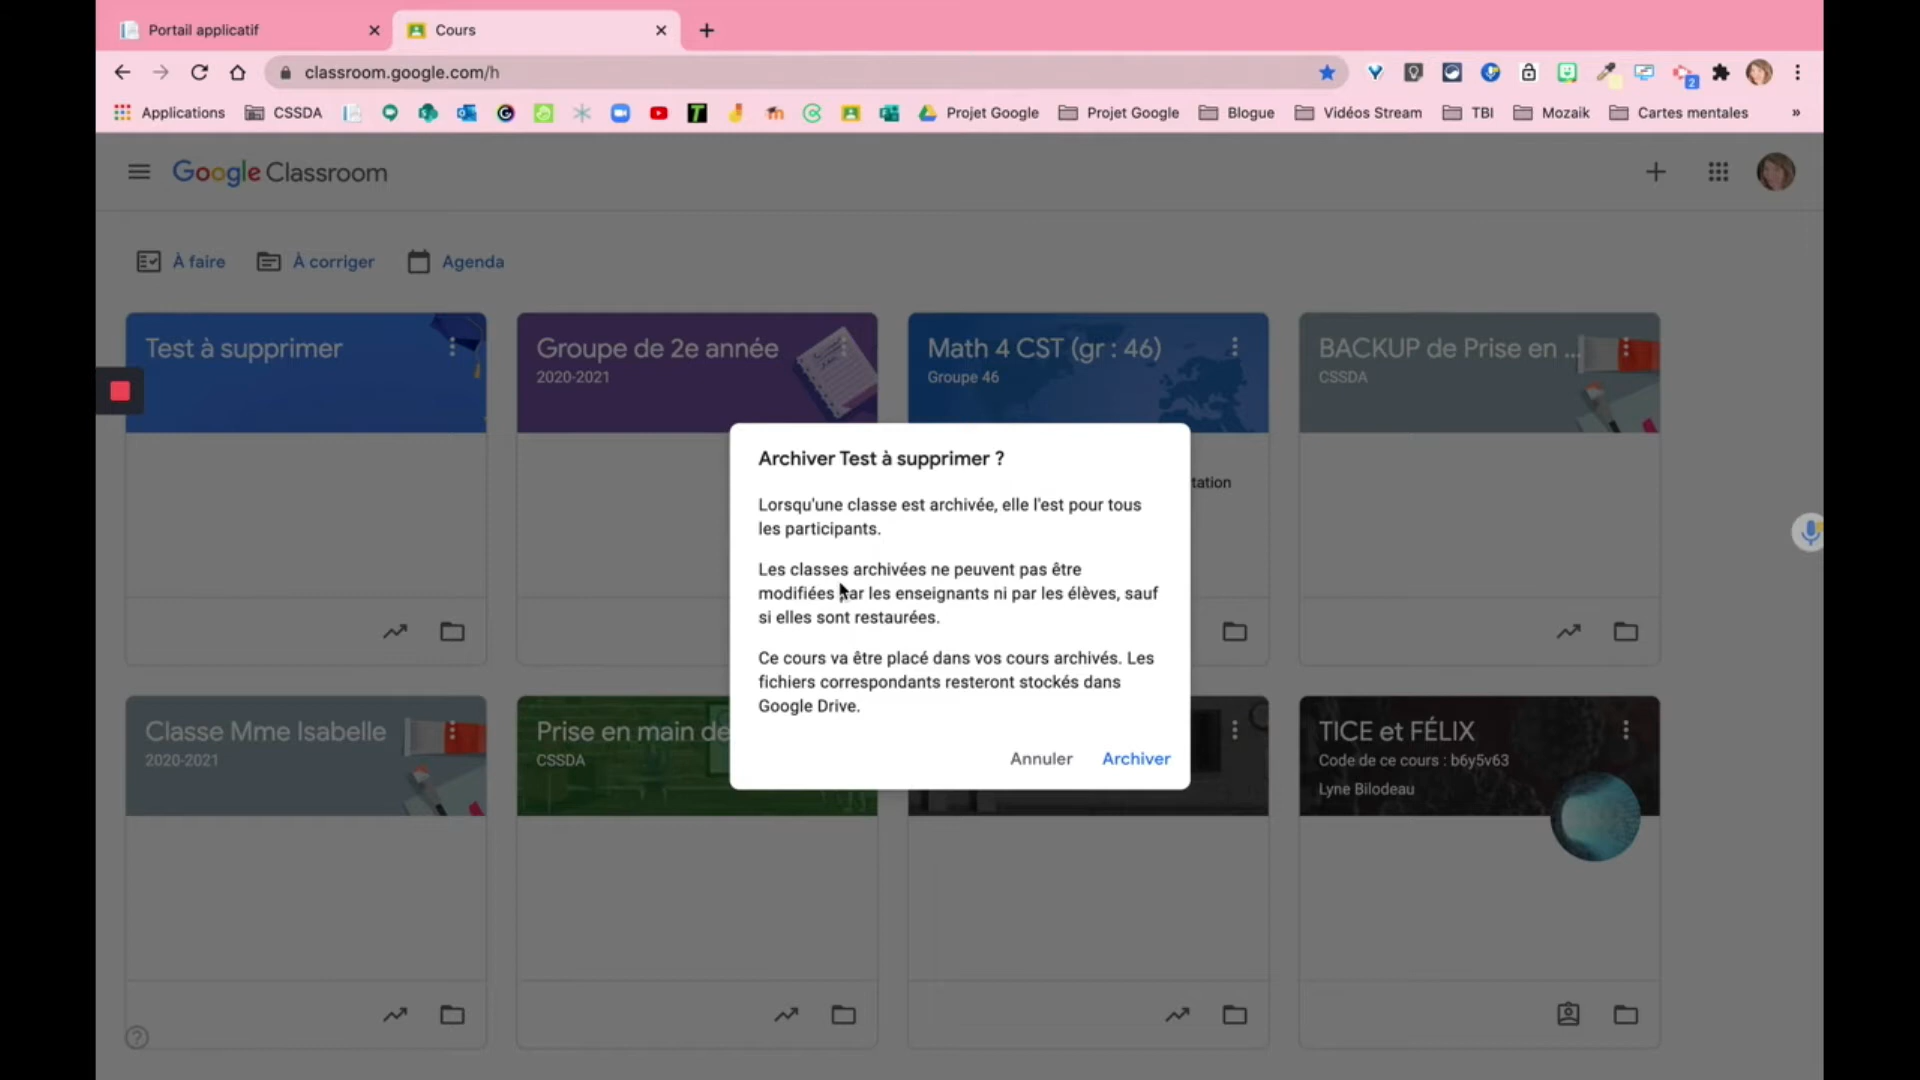 Portail applicatif
Cours
classroom.google.com/h
2
Applications CSSDA Projet Google Projet Google Blogue Vidéos Stream TBI Mozaik Cartes mentales »
Google Classroom
À faire À corriger Agenda
Test à supprimer
Groupe de 2e année
2020-2021
Math 4 CST (gr : 46)
Groupe 46
BACKUP de Prise en ...
CSSDA
tation
Archiver Test à supprimer ?
Lorsqu'une classe est archivée, elle l'est pour tous
les participants.
Les classes archivées ne peuvent pas être
modifiées par les enseignants ni par les élèves, sauf
si elles sont restaurées.
Ce cours va être placé dans vos cours archivés. Les
fichiers correspondants resteront stockés dans
Google Drive.
Annuler Archiver
Classe Mme Isabelle
2020-2021
Prise en main de
CSSDA
TICE et FÉLIX
Code de ce cours : b6y5v63
Lyne Bilodeau